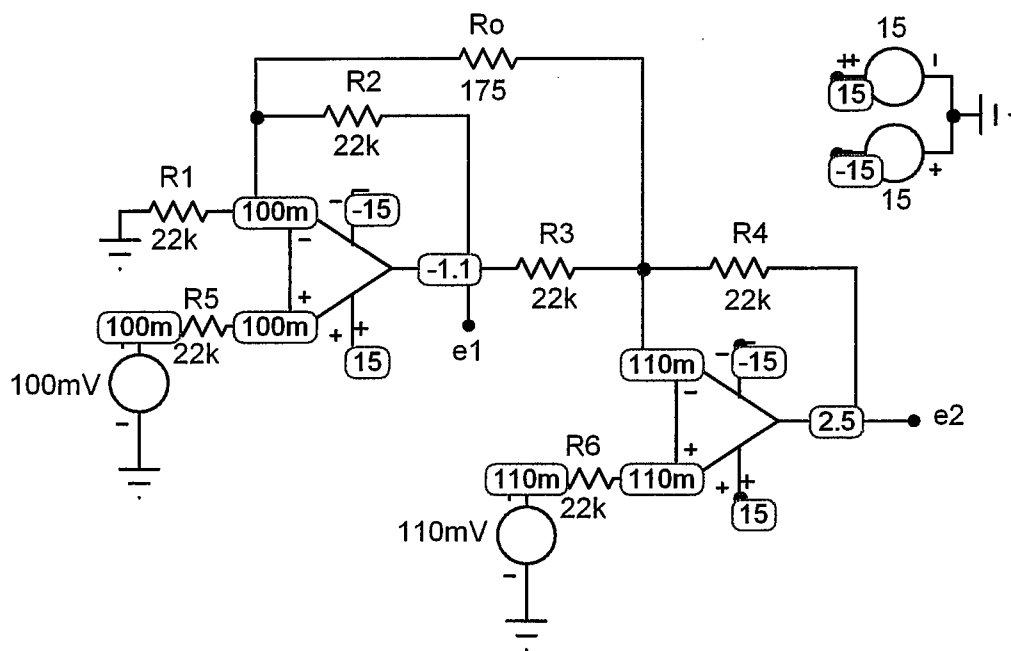 Ro
175
R2
22k
R1
22k
100m
-
-15
-
+
100m
R5
22k
100m
100mV
-
+ +
15
-1.1
e1
R3
22k
R4
22k
110m
-
-
-15
+
110m
R6
22k
110m
110mV
-
+ +
15
2.5
e2
15
++
15
-
-15
+
15